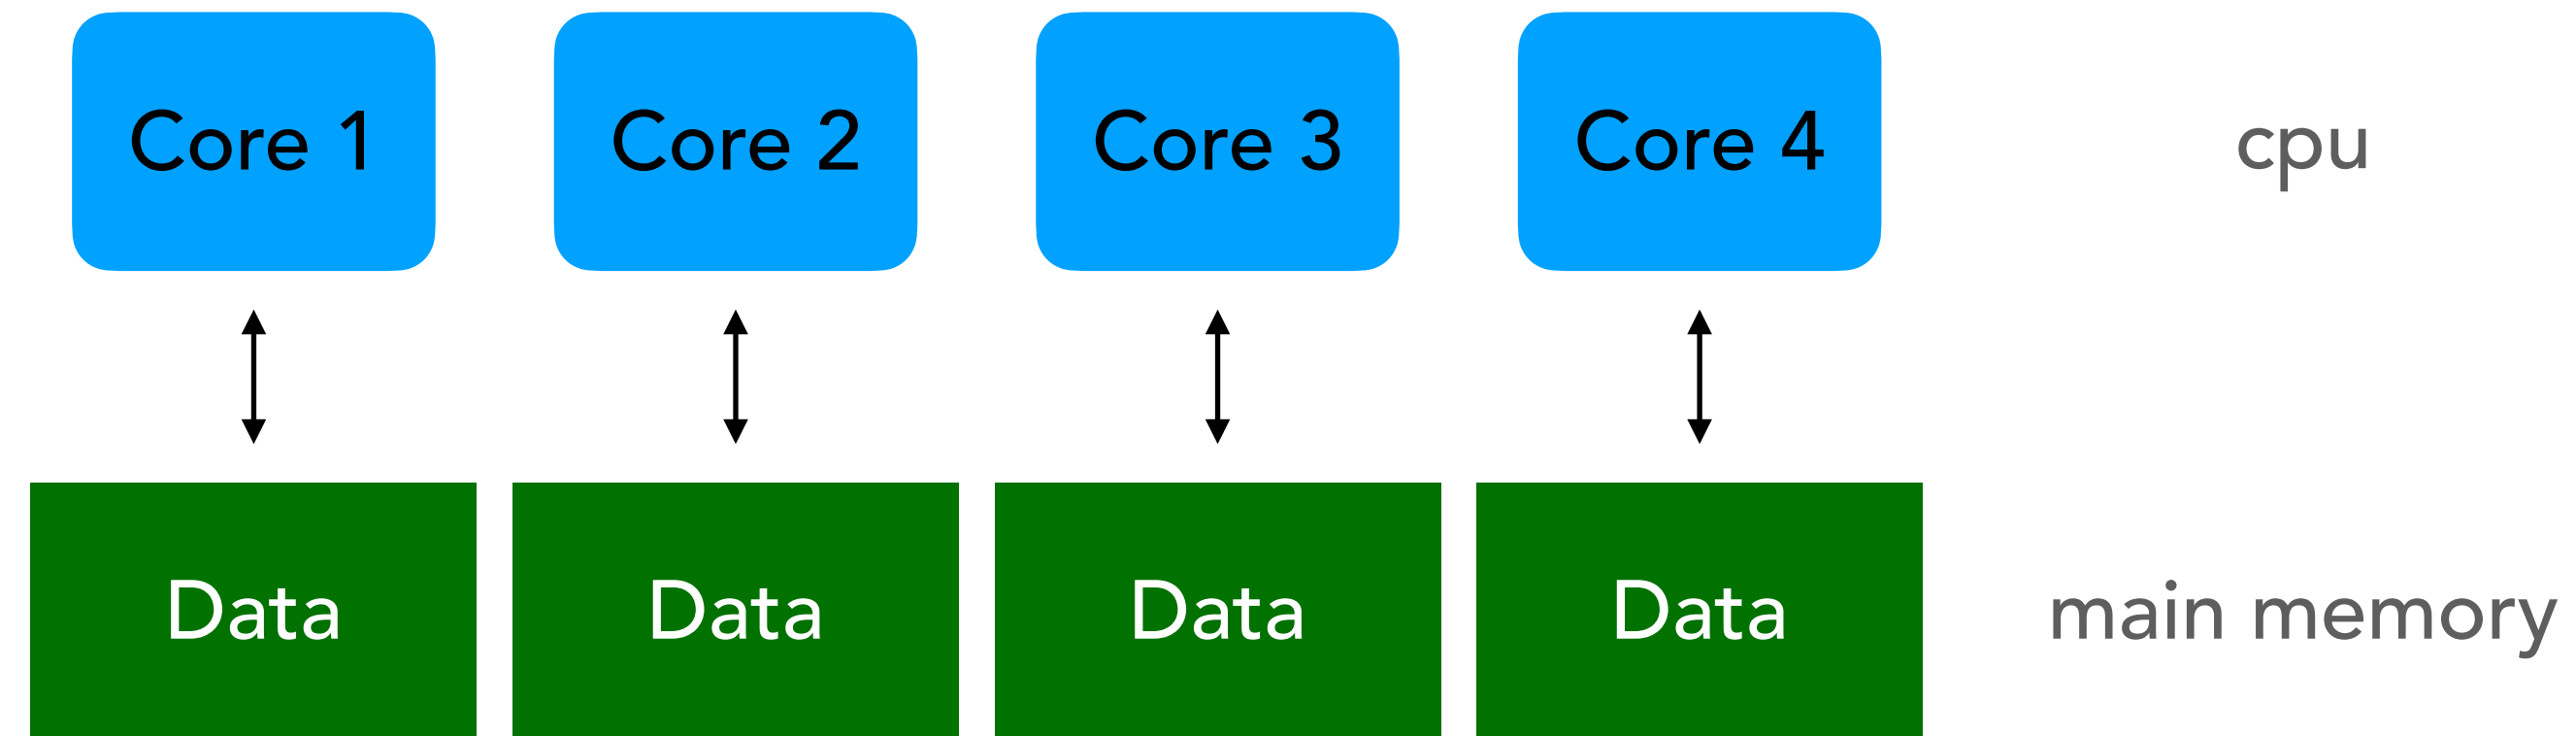 Core 1
Core 2
Core 3
Core 4
cpu
Data
Data
Data
Data
main memory